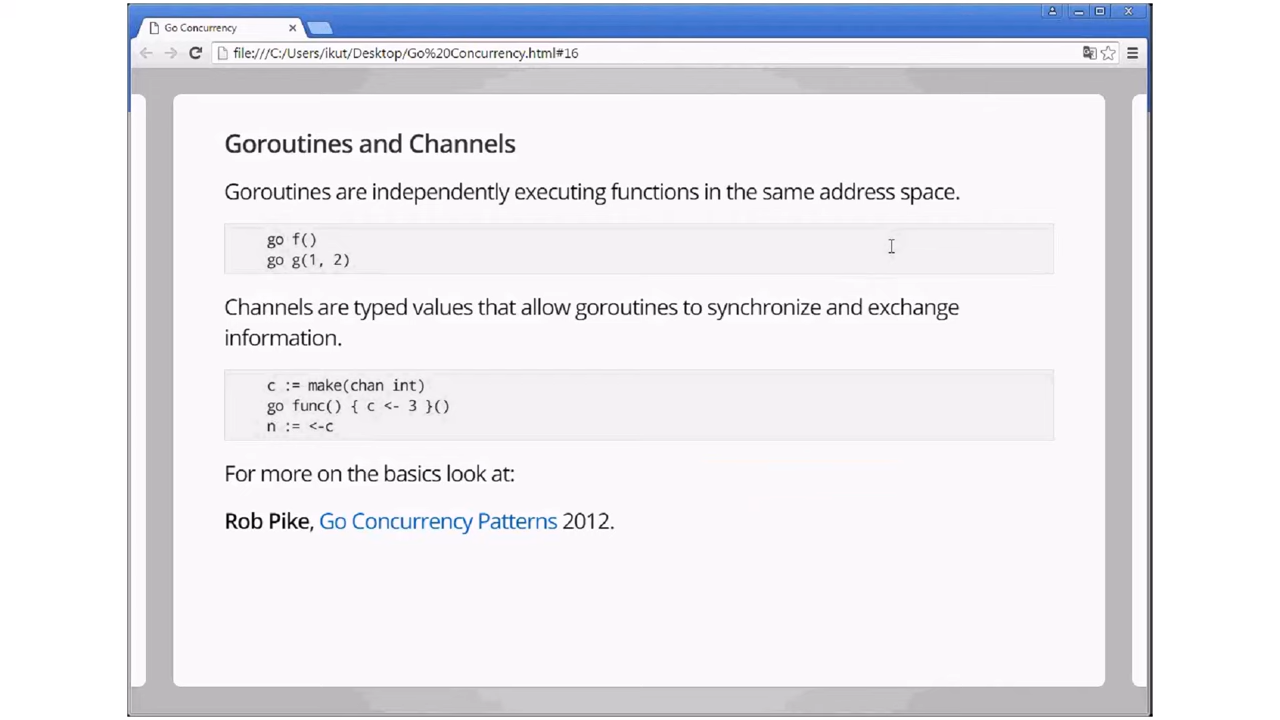 Go Concurrency
file:///C:/Users/ikut/Desktop/Go%20Concurrency.html#16
Goroutines and Channels
Goroutines are independently executing functions in the same address space.
go f()
go g(1, 2)
Channels are typed values that allow goroutines to synchronize and exchange
information.
c := make(chan int)
go func() { c <- 3 }()
n := <-c
For more on the basics look at:
Rob Pike, Go Concurrency Patterns 2012.